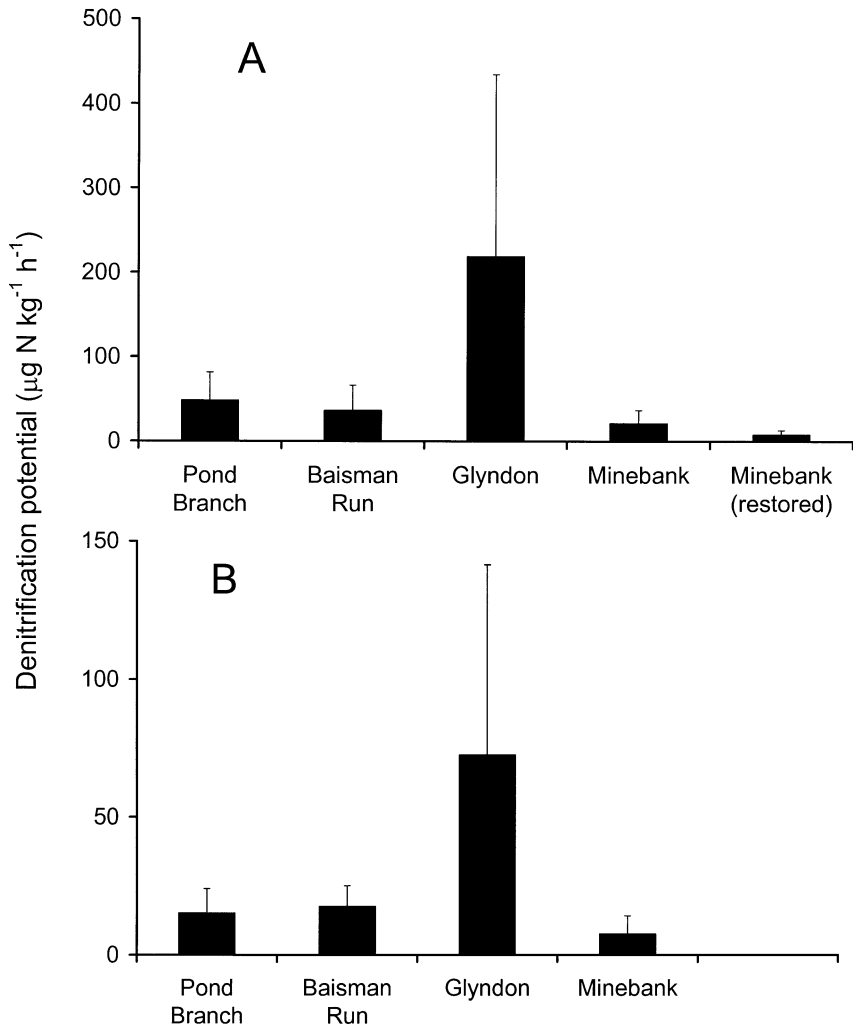 Denitrification potential (μg N kg⁻¹ h⁻¹)
A
500
400
300
200
100
0
Pond
Branch
Baisman
Run
Glyndon
Minebank
Minebank
(restored)
B
150
100
50
0
Pond
Branch
Baisman
Run
Glyndon
Minebank